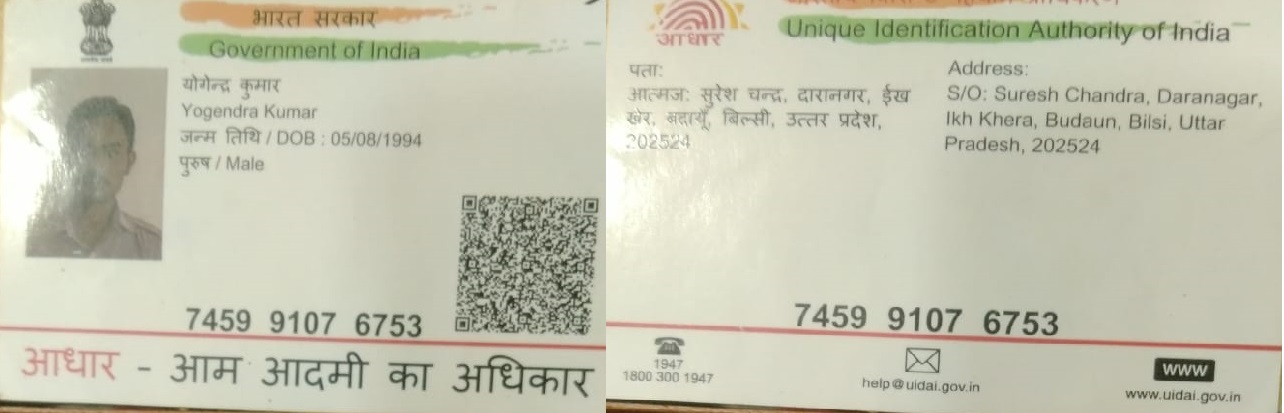 भारत सरकार
Government of India
योगेन्द्र कुमार
Yogendra Kumar
जन्म तिथि / DOB : 05/08/1994
पुरुष / Male
7459 9107 6753
आधार - आम आदमी का अधिकार
आधार
Unique Identification Authority of India
पता:
आत्मज: सुरेश चन्द्र, दारानगर, ईख
खेर, बदायूँ, बिल्सी, उत्तर प्रदेश,
202524
Address:
S/O: Suresh Chandra, Daranagar,
Ikh Khera, Budaun, Bilsi, Uttar
Pradesh, 202524
7459 9107 6753
1947
1800 300 1947
help@uidai.gov.in
www
www.uidai.gov.in